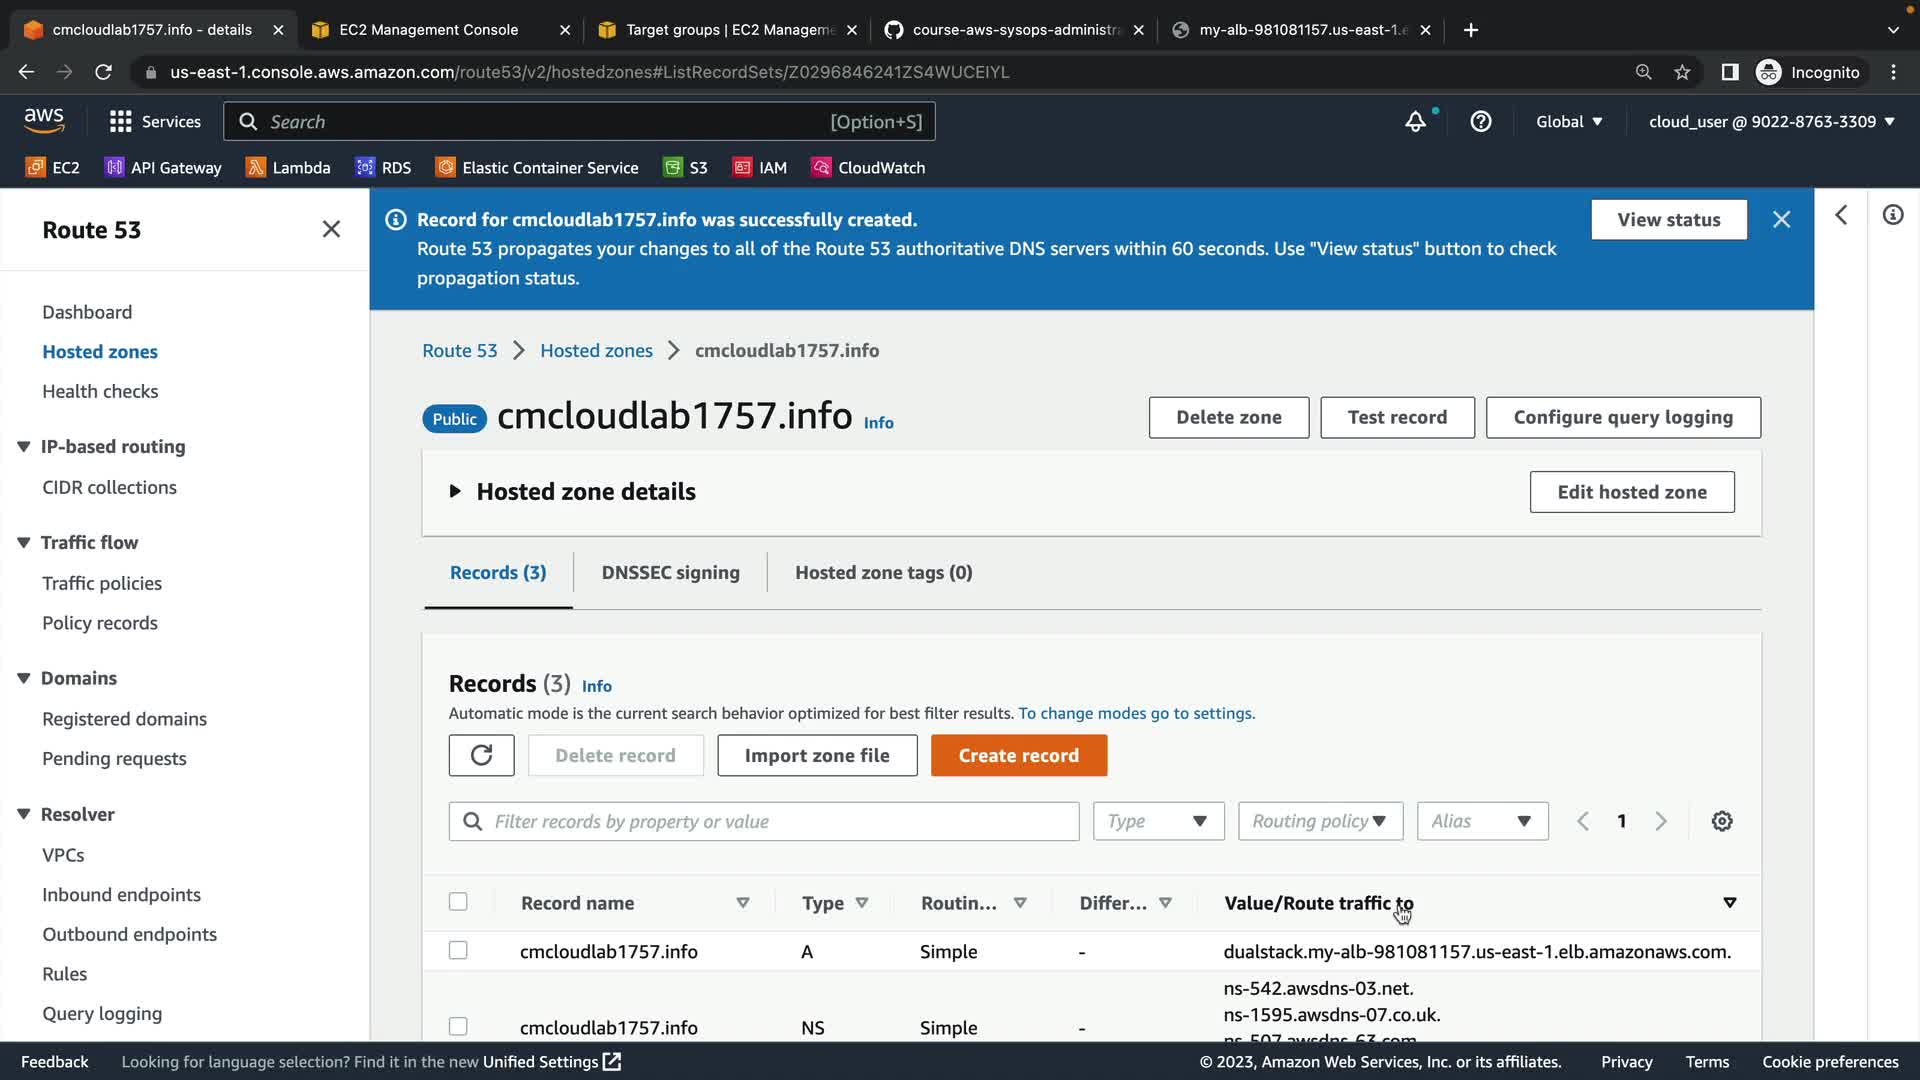 cmcloudlab1757.info - details
EC2 Management Console
Target groups | EC2 Manageme
course-aws-sysops-administra
my-alb-981081157.us-east-1.e
us-east-1.console.aws.amazon.com/route53/v2/hostedzones#ListRecordSets/Z0296846241ZS4WUCEIYL
Incognito
aws
Services
Search
[Option+S]
Global
cloud_user @ 9022-8763-3309
EC2
API Gateway
Lambda
RDS
Elastic Container Service
S3
IAM
CloudWatch
Route 53
Dashboard
Hosted zones
Health checks
IP-based routing
CIDR collections
Traffic flow
Traffic policies
Policy records
Domains
Registered domains
Pending requests
Resolver
VPCs
Inbound endpoints
Outbound endpoints
Rules
Query logging
Record for cmcloudlab1757.info was successfully created.
Route 53 propagates your changes to all of the Route 53 authoritative DNS servers within 60 seconds. Use "View status" button to check
propagation status.
View status
Route 53 > Hosted zones > cmcloudlab1757.info
Public
cmcloudlab1757.info
Info
Delete zone
Test record
Configure query logging
Hosted zone details
Edit hosted zone
Records (3)
DNSSEC signing
Hosted zone tags (0)
Records (3) Info
Automatic mode is the current search behavior optimized for best filter results. To change modes go to settings.
Delete record
Import zone file
Create record
Filter records by property or value
Type
Routing policy
Alias
1
Record name
Type
Routin...
Differ...
Value/Route traffic to
cmcloudlab1757.info
A
Simple
-
dualstack.my-alb-981081157.us-east-1.elb.amazonaws.com.
cmcloudlab1757.info
NS
Simple
-
ns-542.awsdns-03.net.
ns-1595.awsdns-07.co.uk.
ns-507.awsdns-63.com.
Feedback
Looking for language selection? Find it in the new Unified Settings
© 2023, Amazon Web Services, Inc. or its affiliates.
Privacy
Terms
Cookie preferences